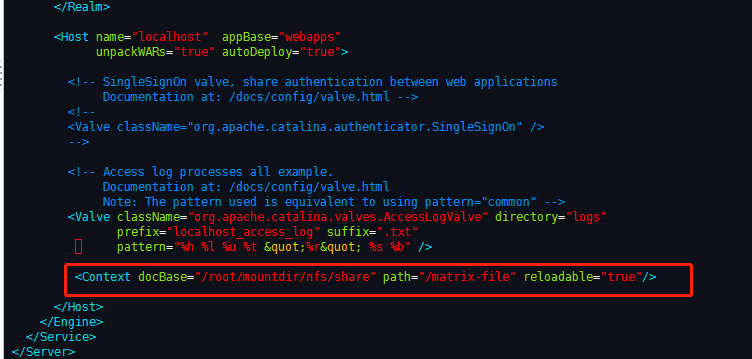 </Realm>
<Host name="localhost"  appBase="webapps"
unpackWARs="true" autoDeploy="true">
<!-- SingleSignOn valve, share authentication between web applications
Documentation at: /docs/config/valve.html -->
<!--
<Valve className="org.apache.catalina.authenticator.SingleSignOn" />
-->
<!-- Access log processes all example.
Documentation at: /docs/config/valve.html
Note: The pattern used is equivalent to using pattern="common" -->
<Valve className="org.apache.catalina.valves.AccessLogValve" directory="logs"
prefix="localhost_access_log" suffix=".txt"
pattern="%h %l %u %t &quot;%r&quot; %s %b" />
<Context docBase="/root/mountdir/nfs/share" path="/matrix-file" reloadable="true"/>
</Host>
</Engine>
</Service>
</Server>